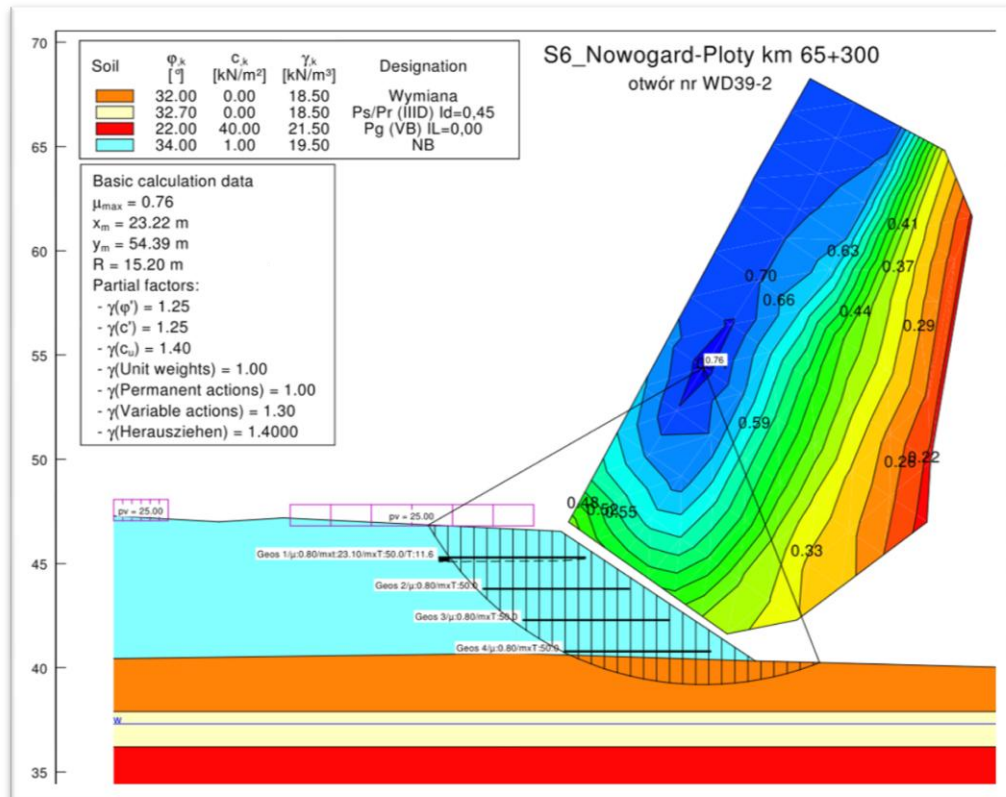 S6_Nowogard-Ploty km 65+300
otwór nr WD39-2
Soil φ,k [°] c,k [kN/m²] γ,k [kN/m³] Designation
32.00 0.00 18.50 Wymiana
32.70 0.00 18.50 Ps/Pr (IIID) Id=0,45
22.00 40.00 21.50 Pg (VB) IL=0,00
34.00 1.00 19.50 NB
Basic calculation data
μmax = 0.76
xm = 23.22 m
ym = 54.39 m
R = 15.20 m
Partial factors:
- γ(φ') = 1.25
- γ(c') = 1.25
- γ(cu) = 1.40
- γ(Unit weights) = 1.00
- γ(Permanent actions) = 1.00
- γ(Variable actions) = 1.30
- γ(Herausziehen) = 1.4000
70
65
60
55
50
45
40
35
0.41
0.63
0.37
0.70
0.66
0.44
0.29
0.76
0.59
0.26
0.22
0.48
0.55
0.33
pv = 25.00
pv = 25.00
Geos 1/μ:0.80/mxt:23.10/mxT:50.0/T:11.6
Geos 2/μ:0.80/mxT:50.0
Geos 3/μ:0.80/mxT:50.0
Geos 4/μ:0.80/mxT:50.0
w